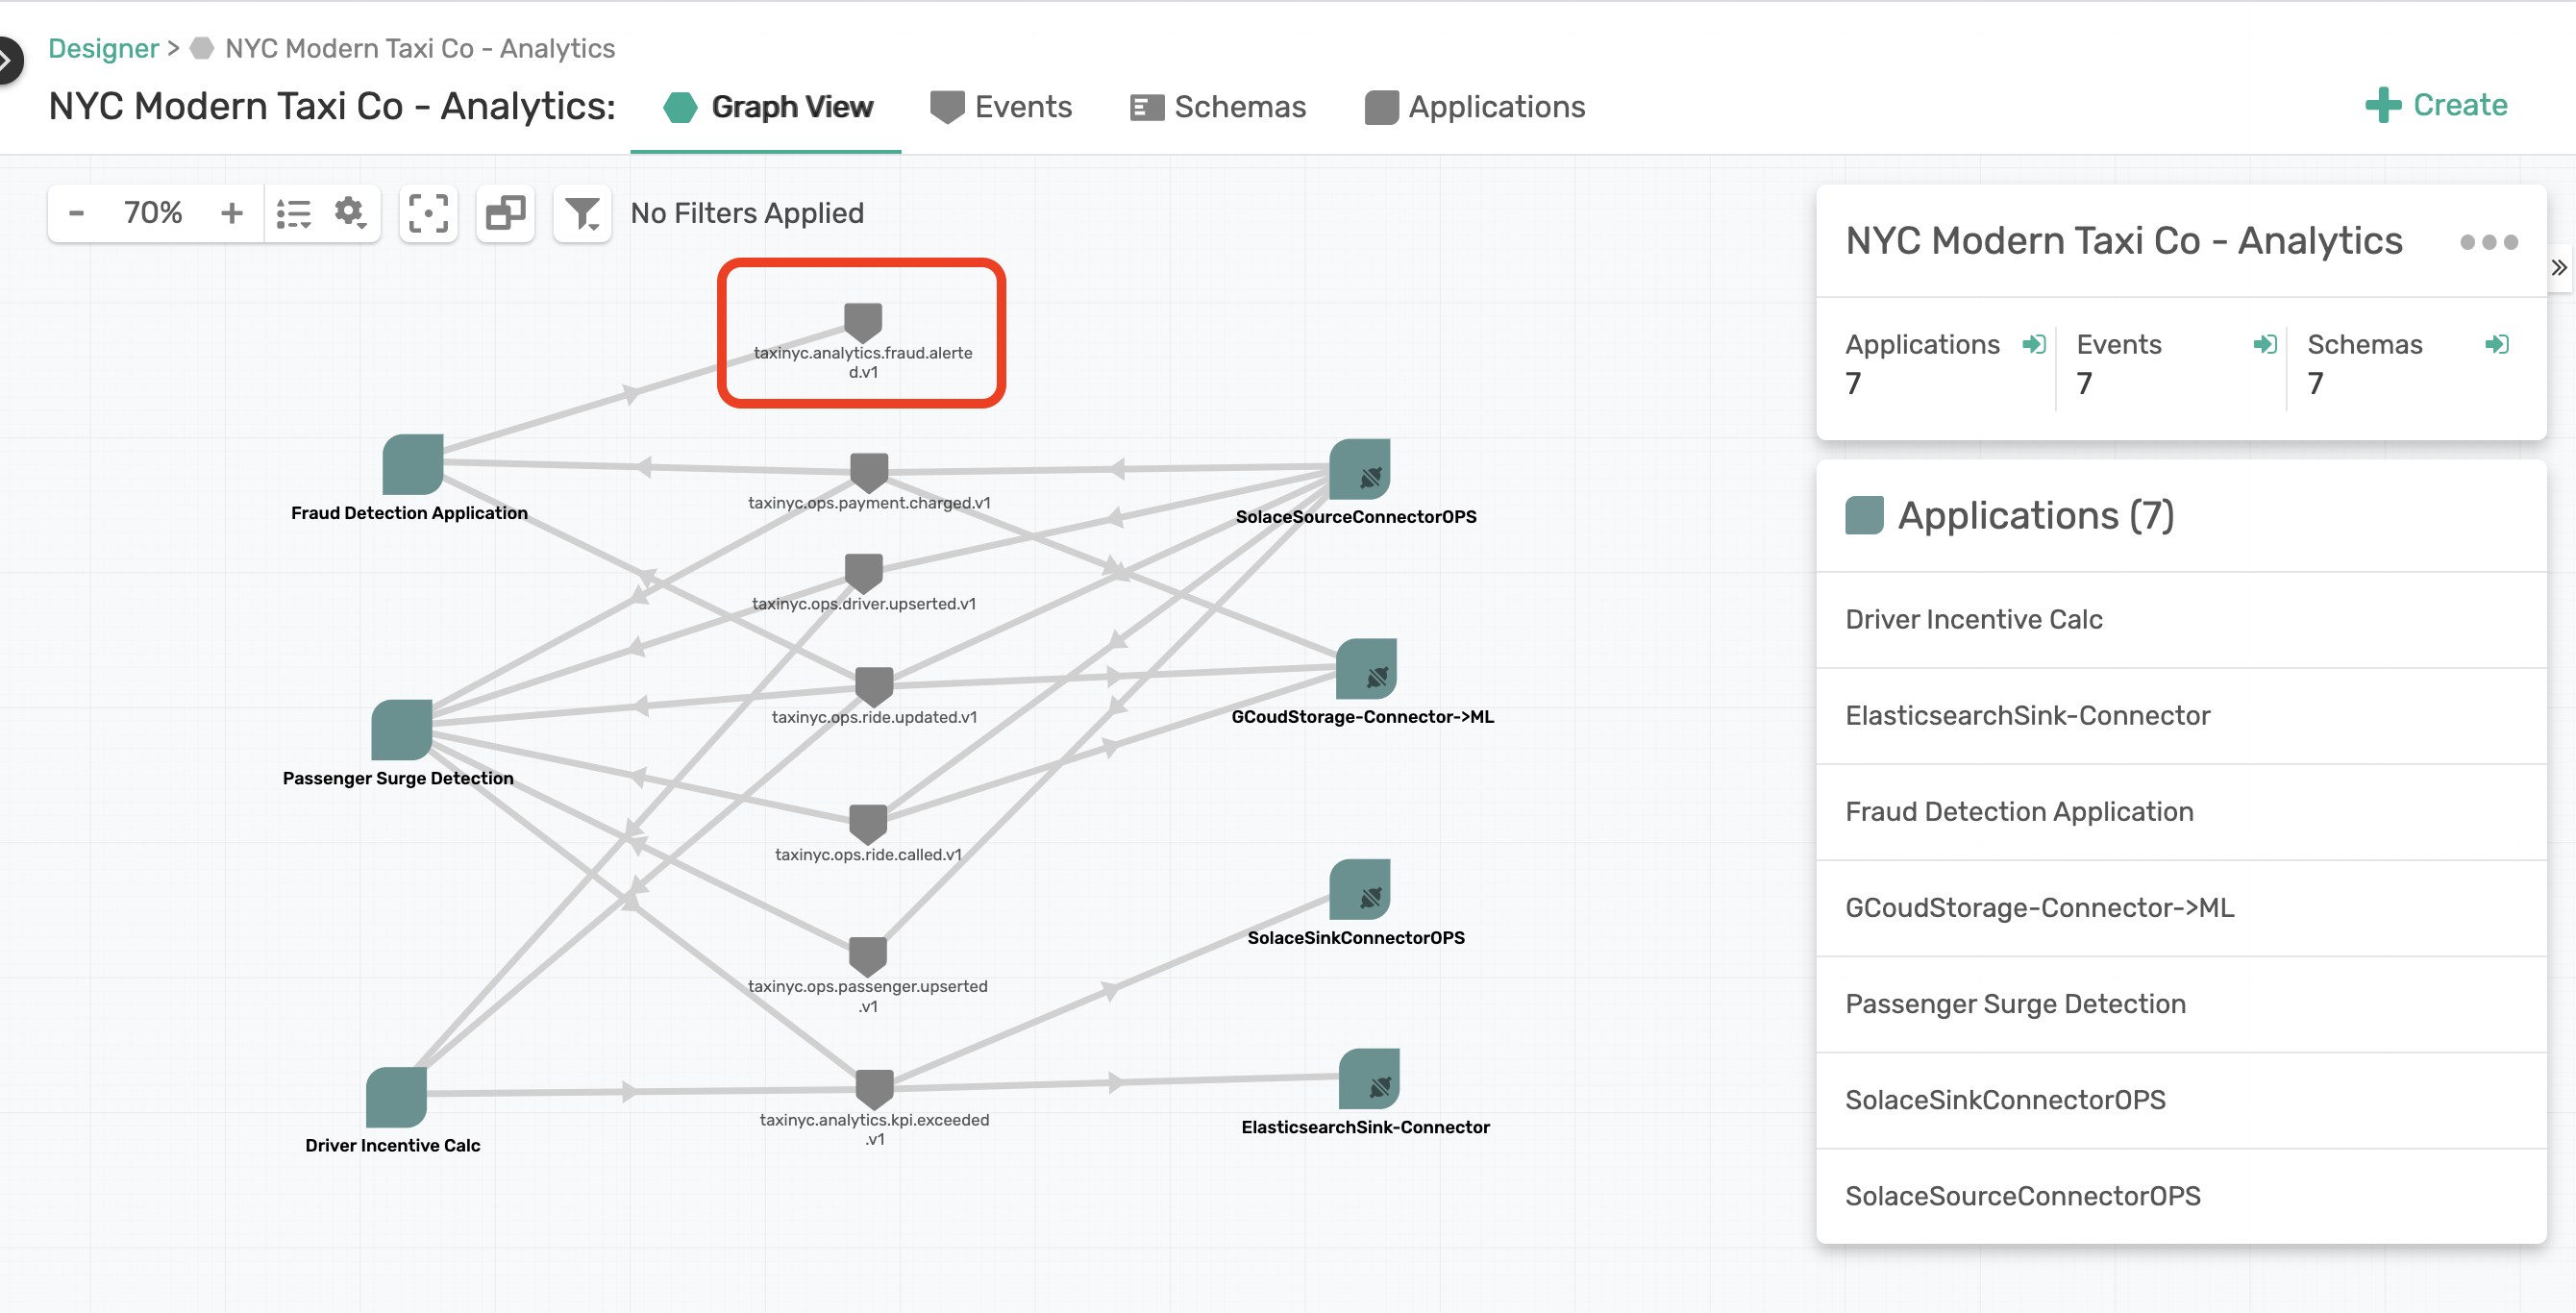 Designer > NYC Modern Taxi Co - Analytics
NYC Modern Taxi Co - Analytics: Graph View Events Schemas Applications Create
- 70% + No Filters Applied
taxinyc.analytics.fraud.alerte
d.v1
Fraud Detection Application
taxinyc.ops.payment.charged.v1
SolaceSourceConnectorOPS
taxinyc.ops.driver.upserted.v1
taxinyc.ops.ride.updated.v1
GCoudStorage-Connector->ML
Passenger Surge Detection
taxinyc.ops.ride.called.v1
SolaceSinkConnectorOPS
taxinyc.ops.passenger.upserted
.v1
taxinyc.analytics.kpi.exceeded
.v1
ElasticsearchSink-Connector
Driver Incentive Calc
NYC Modern Taxi Co - Analytics
Applications Events Schemas
7 7 7
Applications (7)
Driver Incentive Calc
ElasticsearchSink-Connector
Fraud Detection Application
GCoudStorage-Connector->ML
Passenger Surge Detection
SolaceSinkConnectorOPS
SolaceSourceConnectorOPS